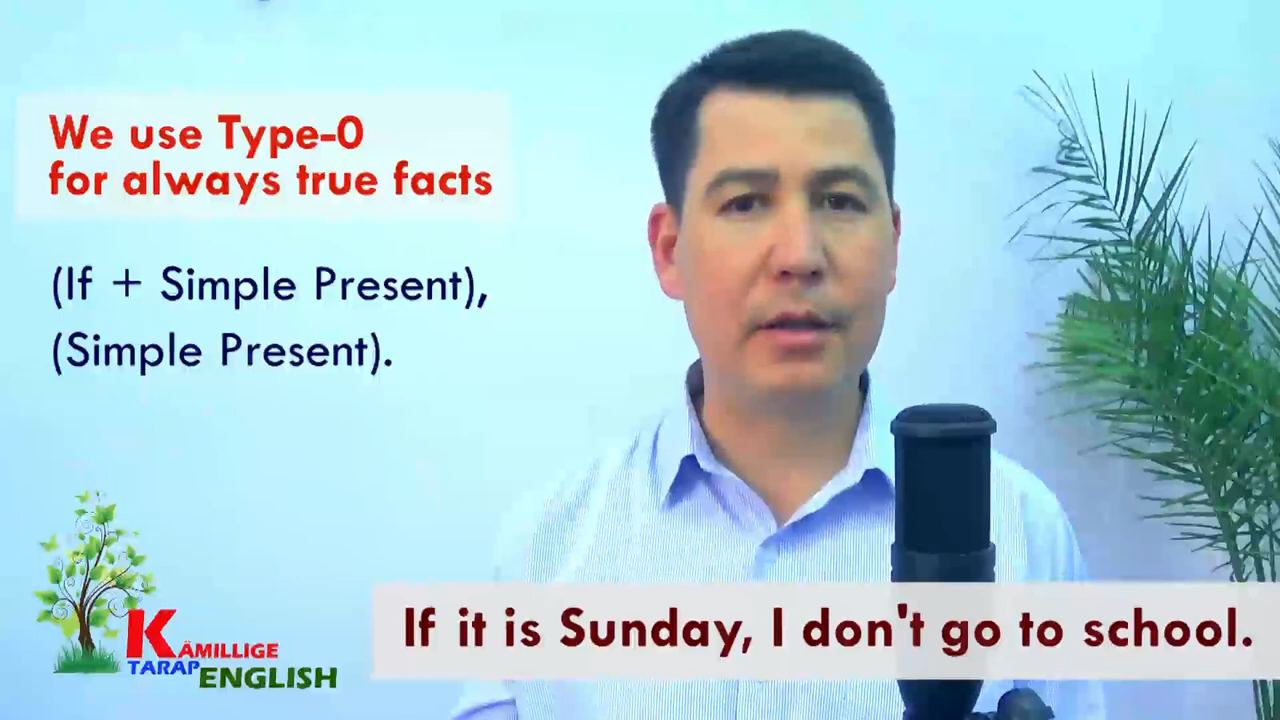 We use Type-0
for always true facts
(If + Simple Present),
(Simple Present).
KÄMILLIGE
TARAP ENGLISH
If it is Sunday, I don't go to school.